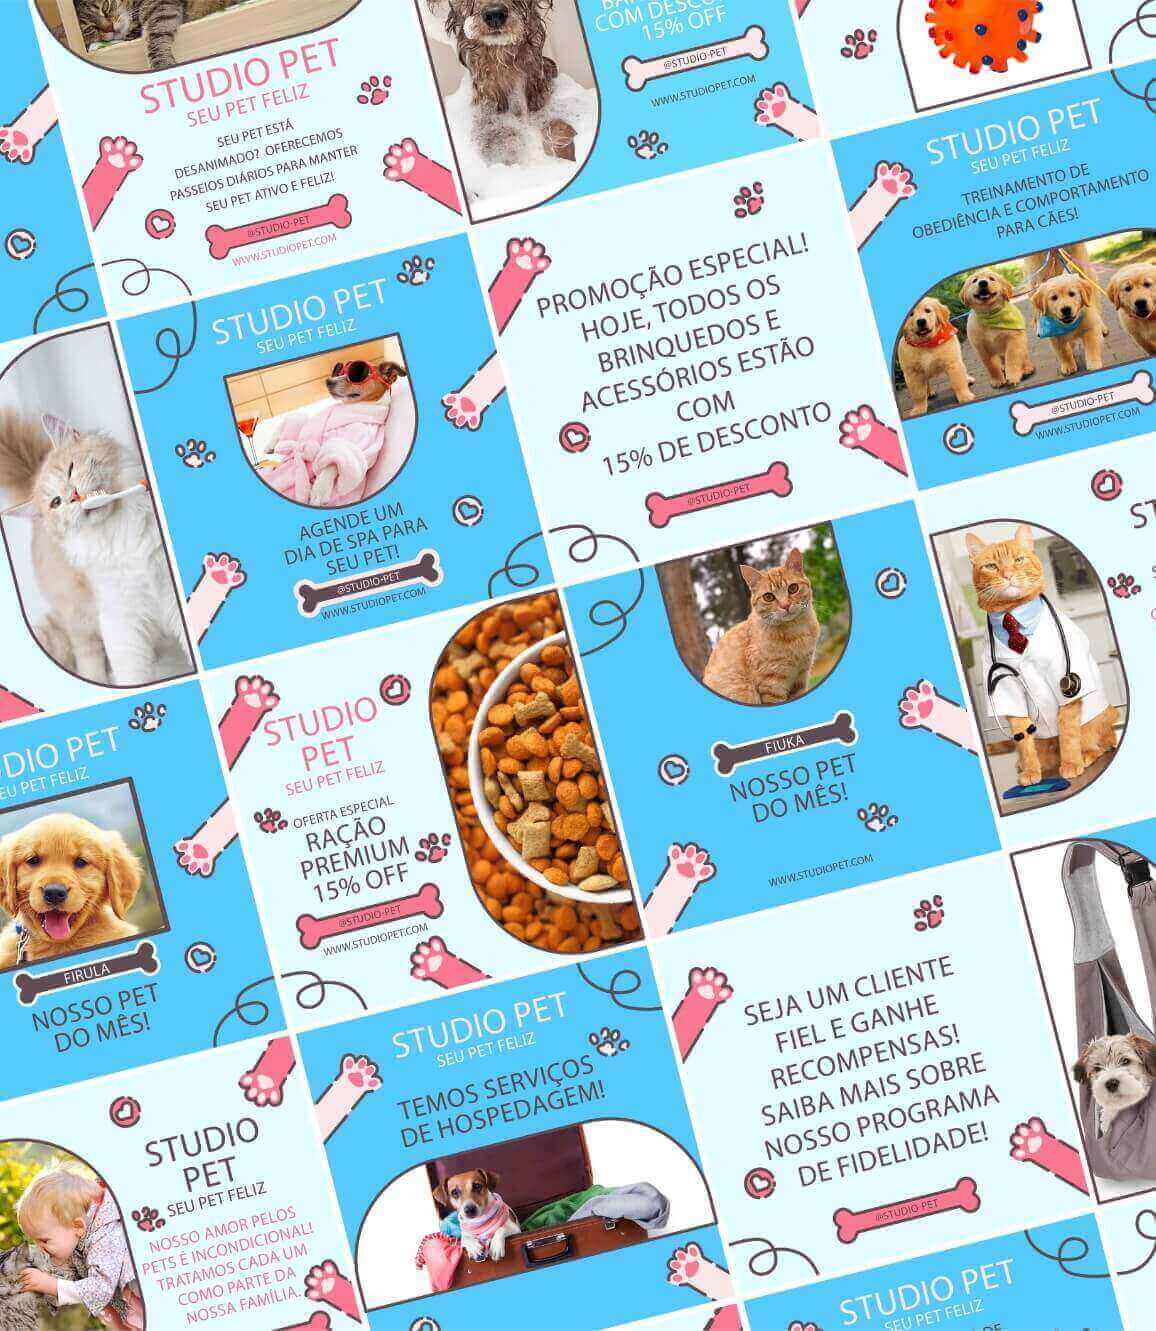 STUDIO PET
SEU PET FELIZ
SEU PET ESTÁ
DESANIMADO? OFERECEMOS
PASSEIOS DIÁRIOS PARA MANTER
SEU PET ATIVO E FELIZ!
@STUDIO-PET
WWW.STUDIOPET.COM
COM DESCONTO
15% OFF
@STUDIO-PET
WWW.STUDIOPET.COM
STUDIO PET
SEU PET FELIZ
TREINAMENTO DE
OBEDIÊNCIA E COMPORTAMENTO
PARA CÃES!
@STUDIO-PET
WWW.STUDIOPET.COM
STUDIO PET
SEU PET FELIZ
AGENDE UM
DIA DE SPA PARA
SEU PET!
@STUDIO-PET
WWW.STUDIOPET.COM
PROMOÇÃO ESPECIAL!
HOJE, TODOS OS
BRINQUEDOS E
ACESSÓRIOS ESTÃO
COM
15% DE DESCONTO
@STUDIO-PET
STUDIO
PET
SEU PET FELIZ
OFERTA ESPECIAL
RAÇÃO
PREMIUM
15% OFF
@STUDIO-PET
WWW.STUDIOPET.COM
FIUKA
NOSSO PET
DO MÊS!
WWW.STUDIOPET.COM
DIO PET
EU PET FELIZ
FIRULA
NOSSO PET
DO MÊS!
SEJA UM CLIENTE
FIEL E GANHE
RECOMPENSAS!
SAIBA MAIS SOBRE
NOSSO PROGRAMA
DE FIDELIDADE!
@STUDIO-PET
STUDIO PET
SEU PET FELIZ
TEMOS SERVIÇOS
DE HOSPEDAGEM!
STUDIO
PET
SEU PET FELIZ
NOSSO AMOR PELOS
PETS É INCONDICIONAL!
TRATAMOS CADA UM
COMO PARTE DA
NOSSA FAMÍLIA.
STUDIO PET
SEU PET FELIZ